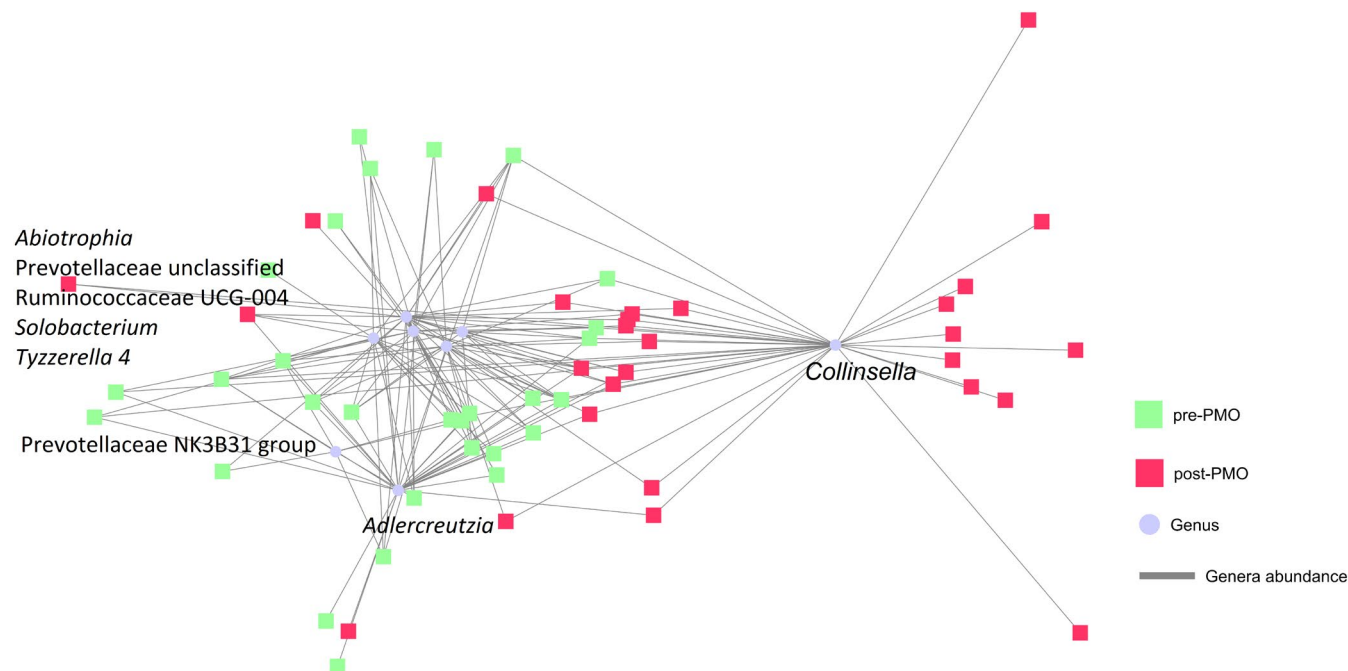 Abiotrophia
Prevotellaceae unclassified
Ruminococcaceae UCG-004
Solobacterium
Tyzzerella 4
Collinsella
Prevotellaceae NK3B31 group
Adlercreutzia
pre-PMO
post-PMO
Genus
Genera abundance